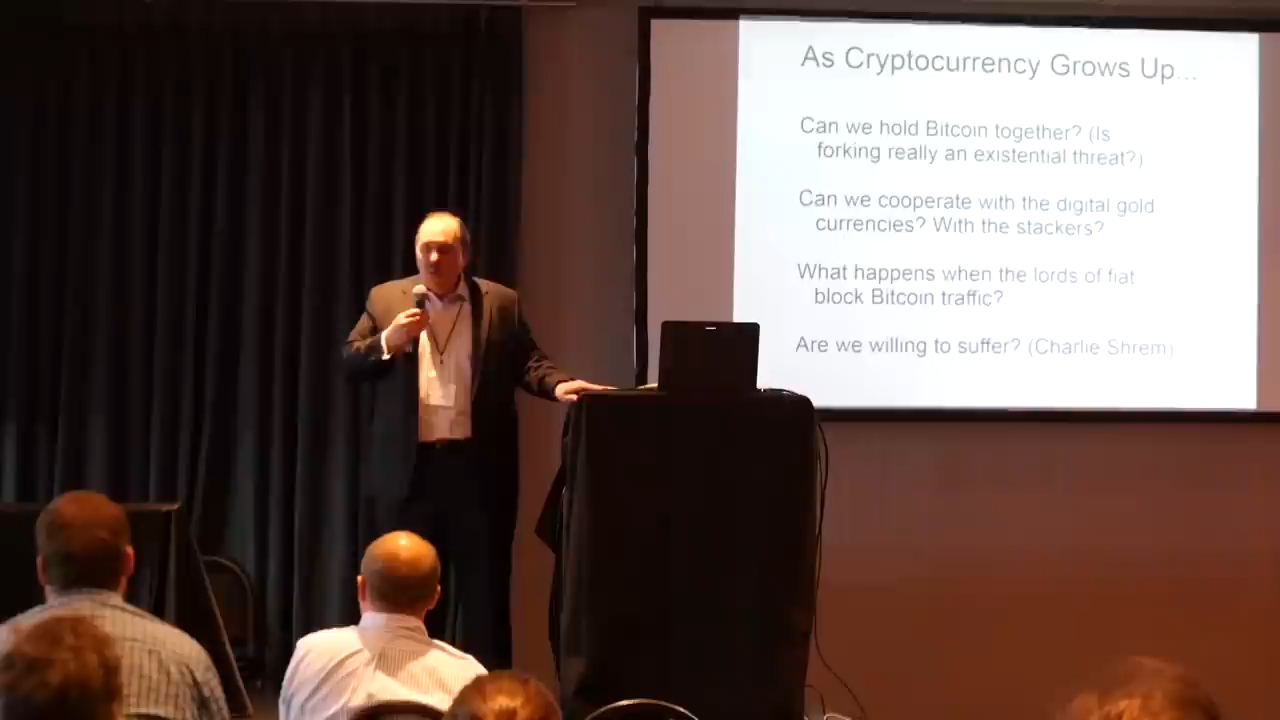 As Cryptocurrency Grows Up...
Can we hold Bitcoin together? (Is
forking really an existential threat?)
Can we cooperate with the digital gold
currencies? With the stackers?
What happens when the lords of fiat
block Bitcoin traffic?
Are we willing to suffer? (Charlie Shrem)